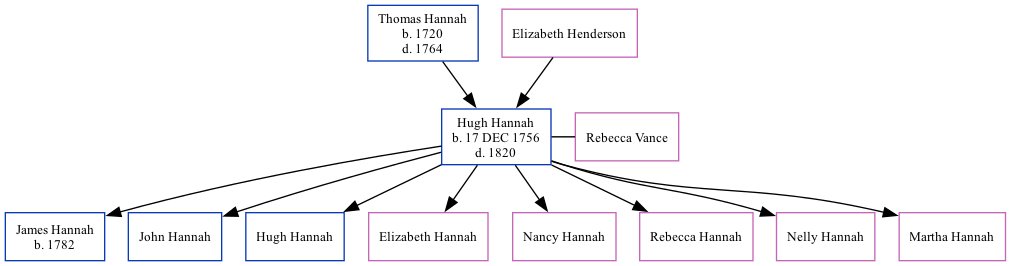 Thomas Hannah
b. 1720
d. 1764
Elizabeth Henderson
Hugh Hannah
b. 17 DEC 1756
d. 1820
Rebecca Vance
James Hannah
b. 1782
John Hannah
Hugh Hannah
Elizabeth Hannah
Nancy Hannah
Rebecca Hannah
Nelly Hannah
Martha Hannah